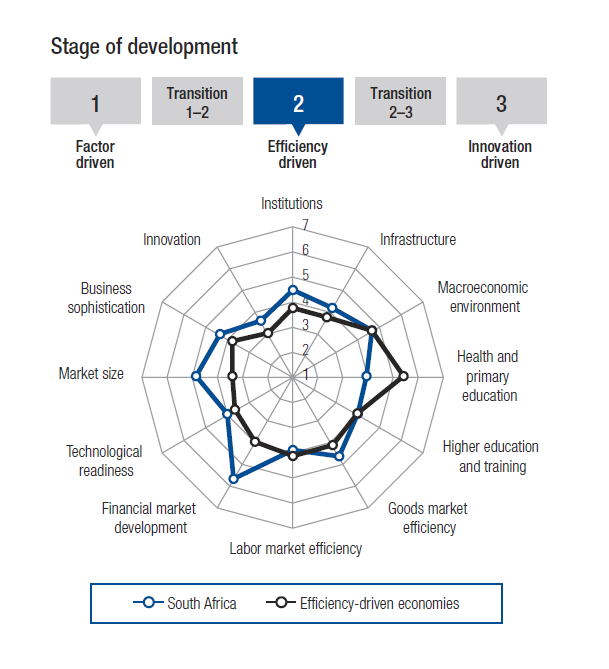 Stage of development
1
Transition
1–2
2
Transition
2–3
3
Factor
driven
Efficiency
driven
Innovation
driven
Institutions
Infrastructure
Macroeconomic
environment
Health and
primary
education
Higher education
and training
Goods market
efficiency
Labor market efficiency
Financial market
development
Technological
readiness
Market size
Business
sophistication
Innovation
7
6
5
4
3
2
1
South Africa
Efficiency-driven economies